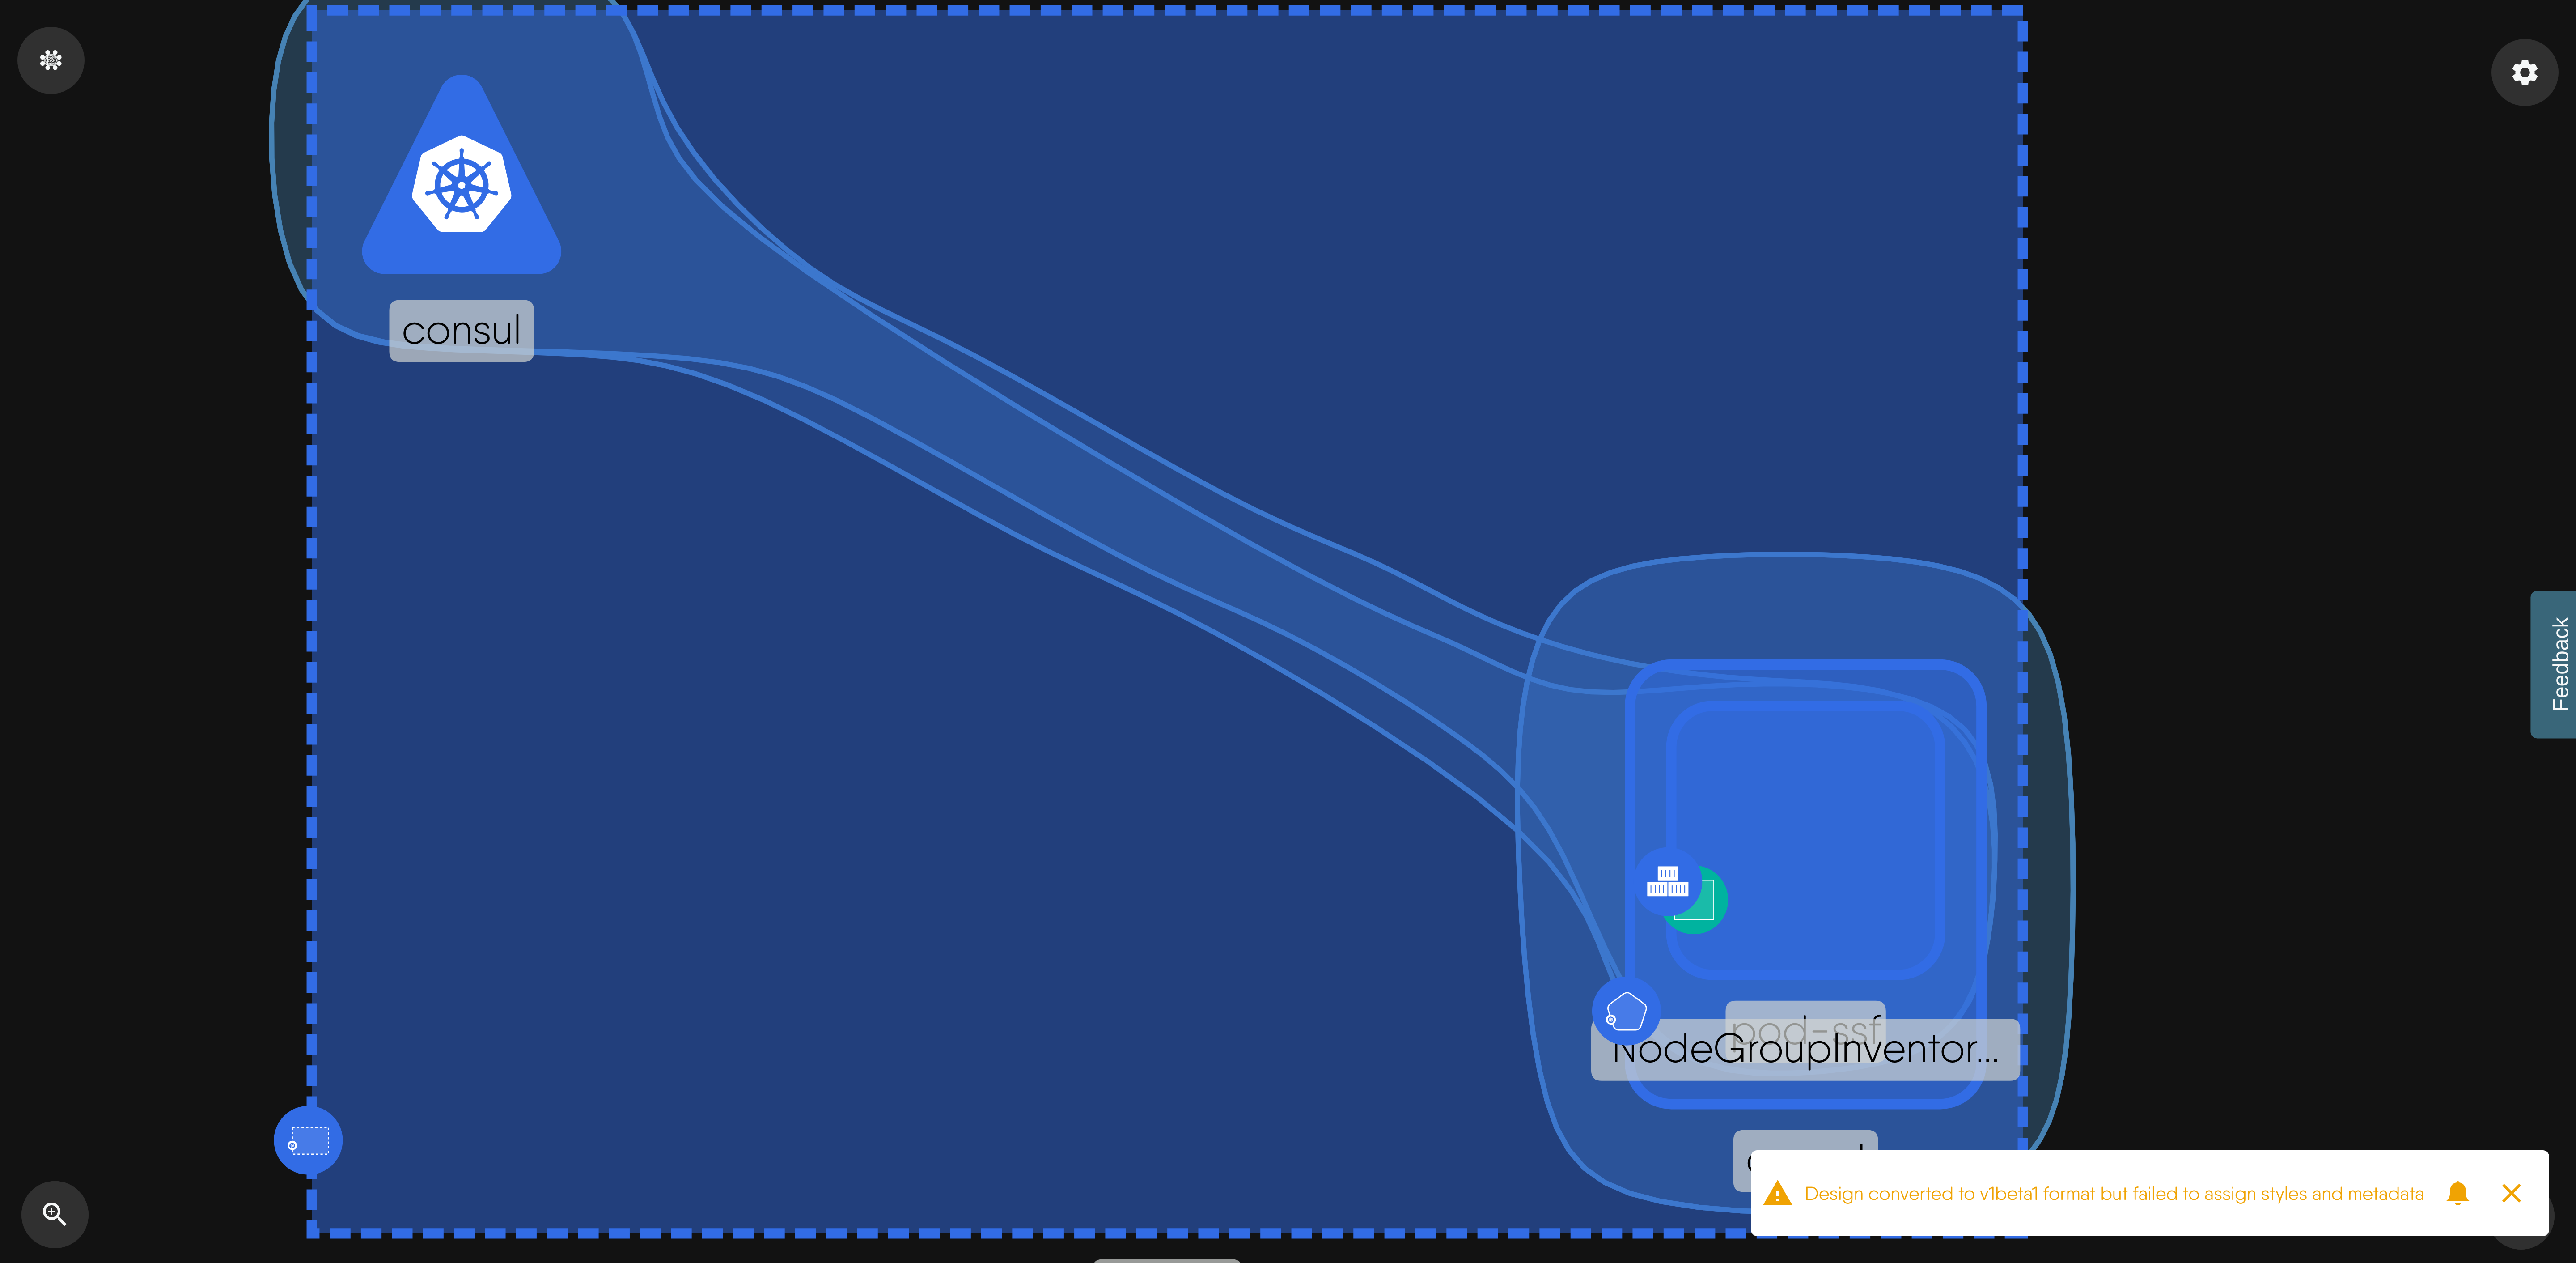 consul
Feedback
pod-ssf
NodeGroupInventor...
Design converted to v1beta1 format but failed to assign styles and metadata